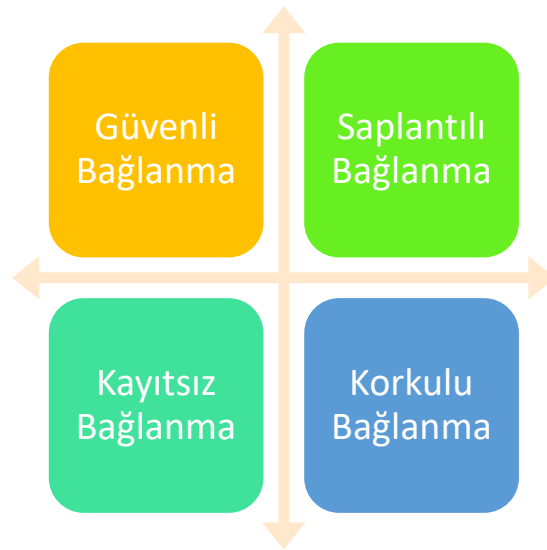 Güvenli
Bağlanma
Saplantılı
Bağlanma
Kayıtsız
Bağlanma
Korkulu
Bağlanma